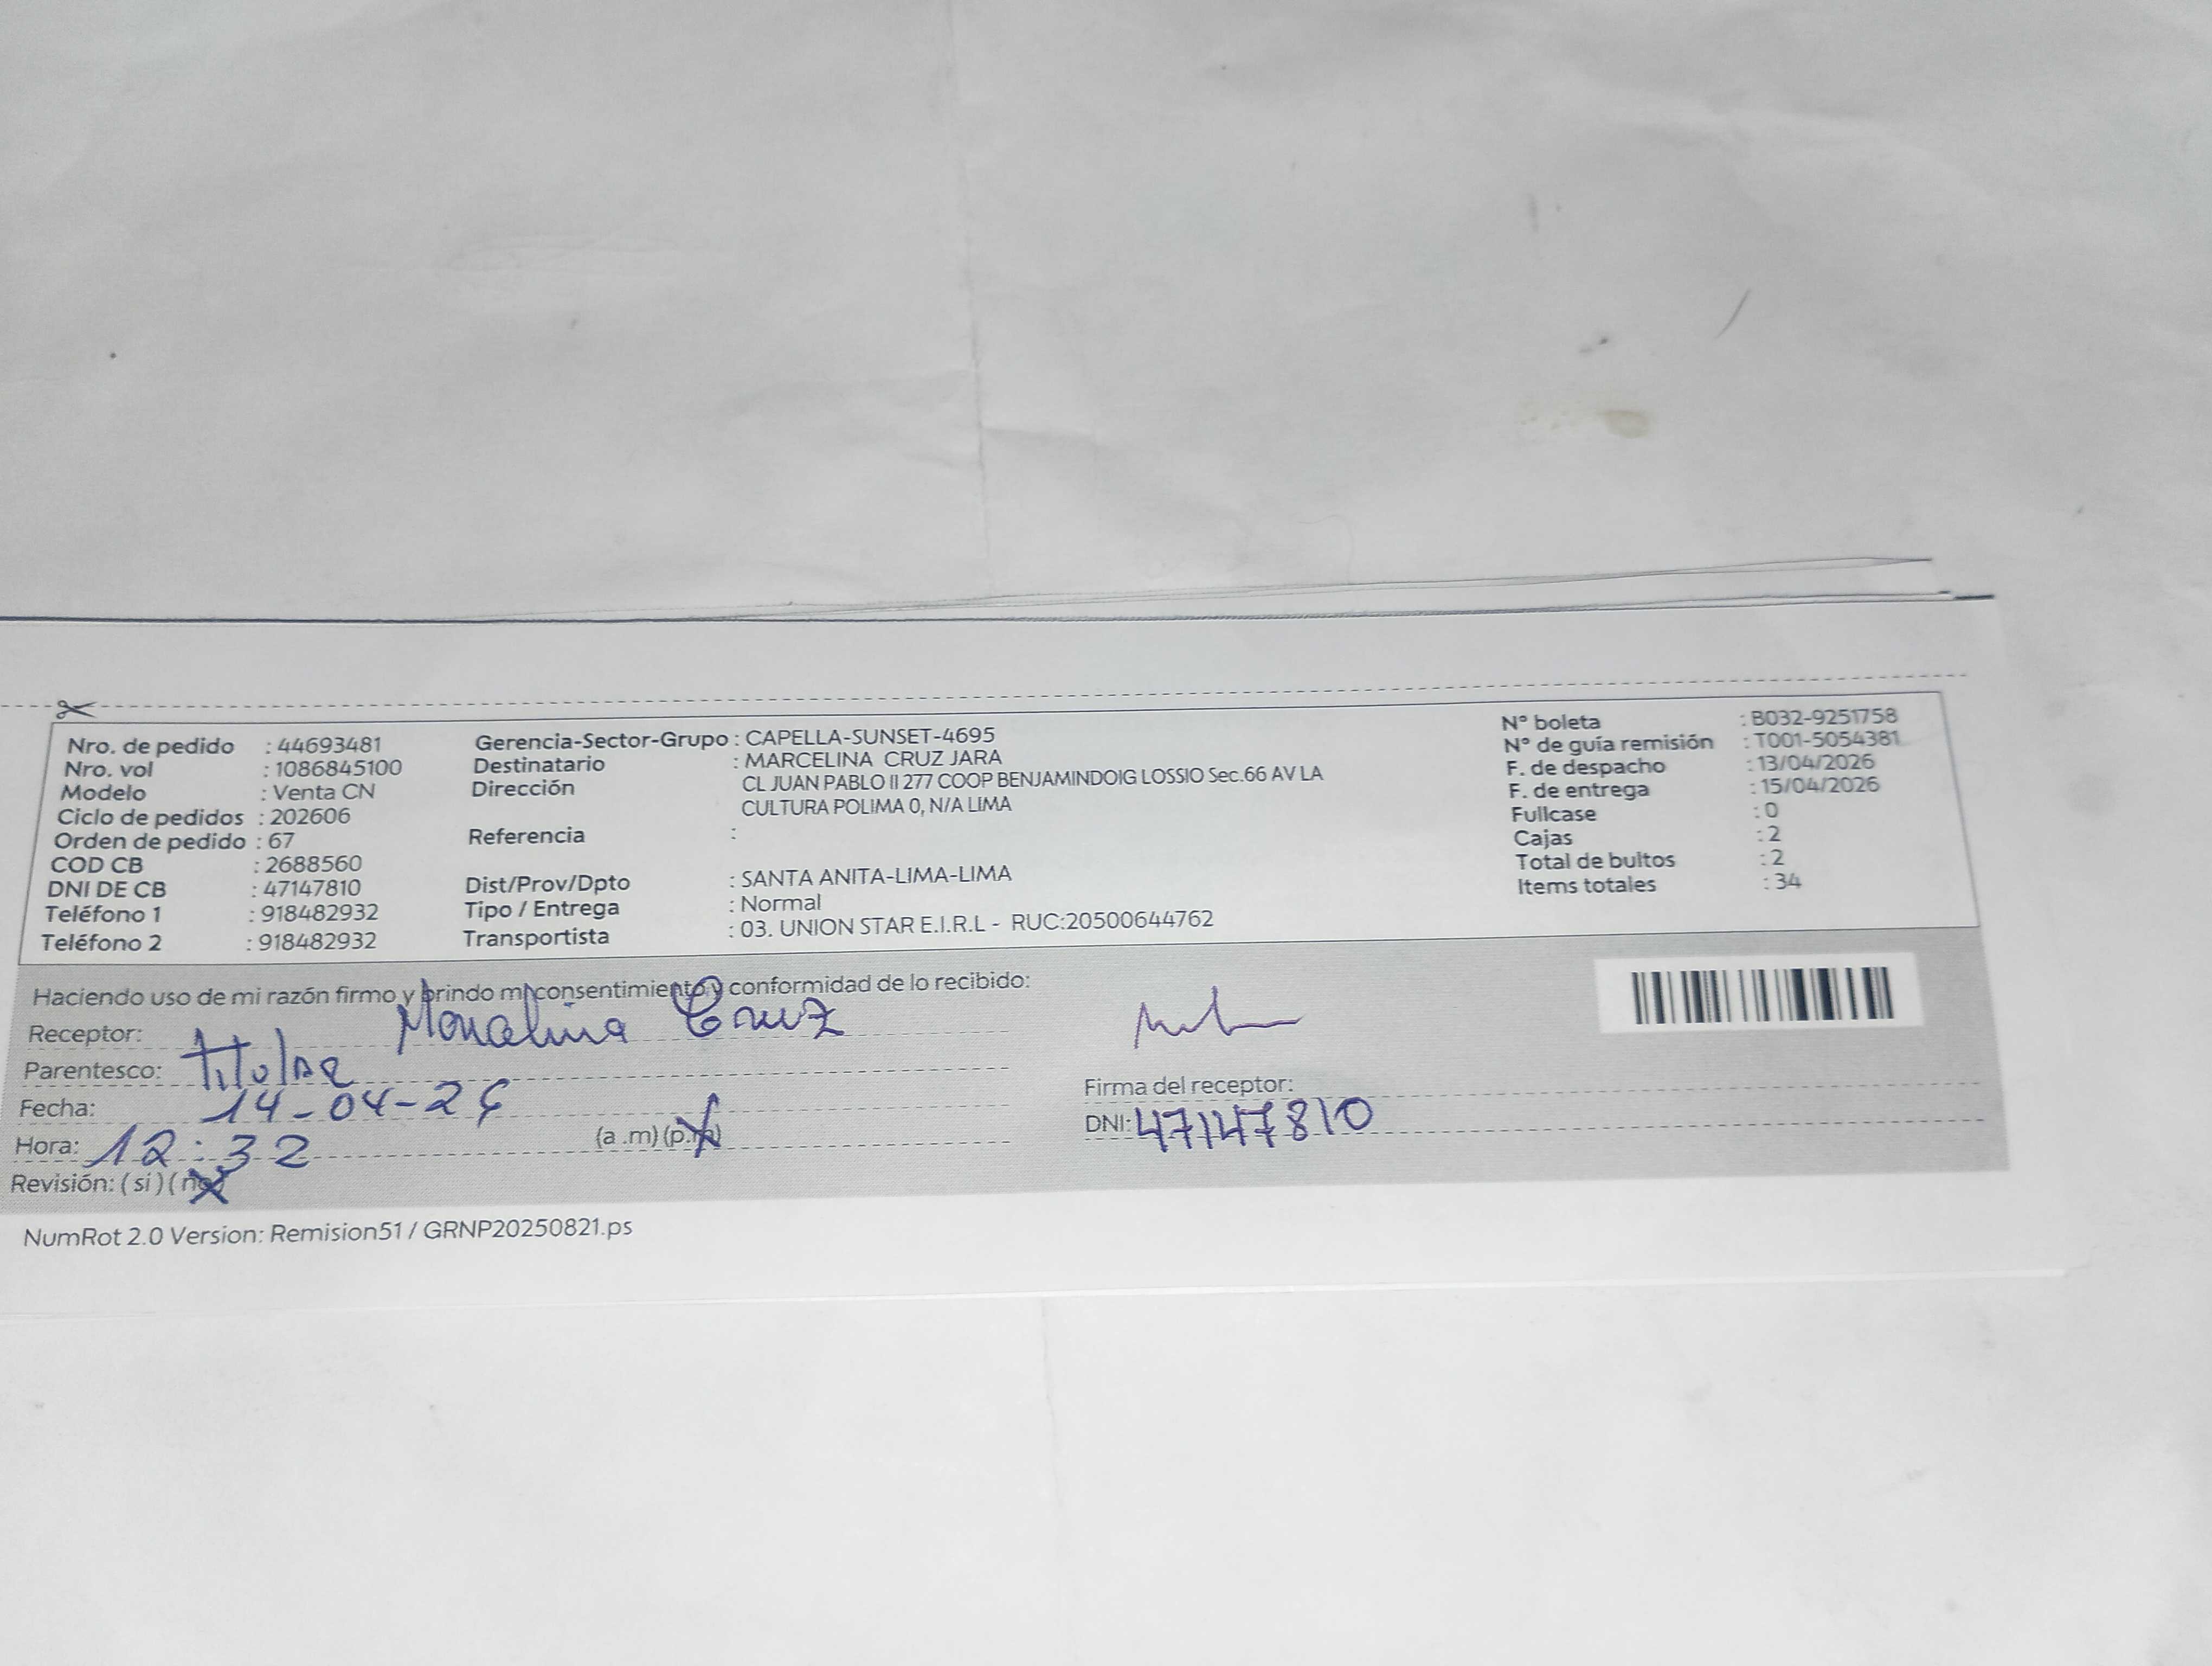 Nro. de pedido : 44693481
Nro. vol : 1086845100
Modelo : Venta CN
Ciclo de pedidos : 202606
Orden de pedido : 67
COD CB : 2688560
DNI DE CB : 47147810
Teléfono 1 : 918482932
Teléfono 2 : 918482932
Gerencia-Sector-Grupo : CAPELLA-SUNSET-4695
Destinatario : MARCELINA CRUZ JARA
Dirección CL JUAN PABLO II 277 COOP BENJAMINDOIG LOSSIO Sec.66 AV LA
CULTURA POLIMA 0, N/A LIMA
Referencia :
Dist/Prov/Dpto : SANTA ANITA-LIMA-LIMA
Tipo / Entrega : Normal
Transportista : 03. UNION STAR E.I.R.L - RUC:20500644762
N° boleta : B032-9251758
N° de guía remisión : T001-5054381
F. de despacho : 13/04/2026
F. de entrega : 15/04/2026
Fullcase : 0
Cajas : 2
Total de bultos : 2
Items totales : 34
Haciendo uso de mi razón firmo y brindo mi consentimiento y conformidad de lo recibido:
Receptor: Marcelina Cruz
Parentesco: titular
Fecha: 14-04-26
Hora: 12:32 (a .m) (p.m)
Revisión: ( si ) ( no )
Firma del receptor:
DNI: 47147810
NumRot 2.0 Version: Remision51 / GRNP20250821.ps